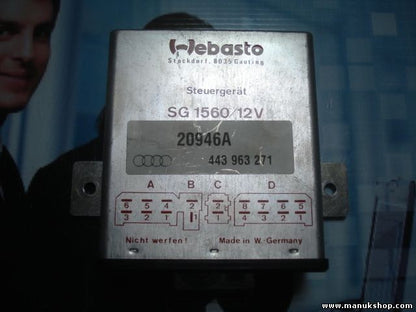 Webasto
Stockdorf, 8035 Gauting
Steuergerät
SG 1560/12V
20946A
443 963 271
A B C D
6 5 4 2 2 8 7 6 5
3 2 1 1 1 4 3 2 1
Nicht werfen! Made in W.-Germany
www.manukshop.com